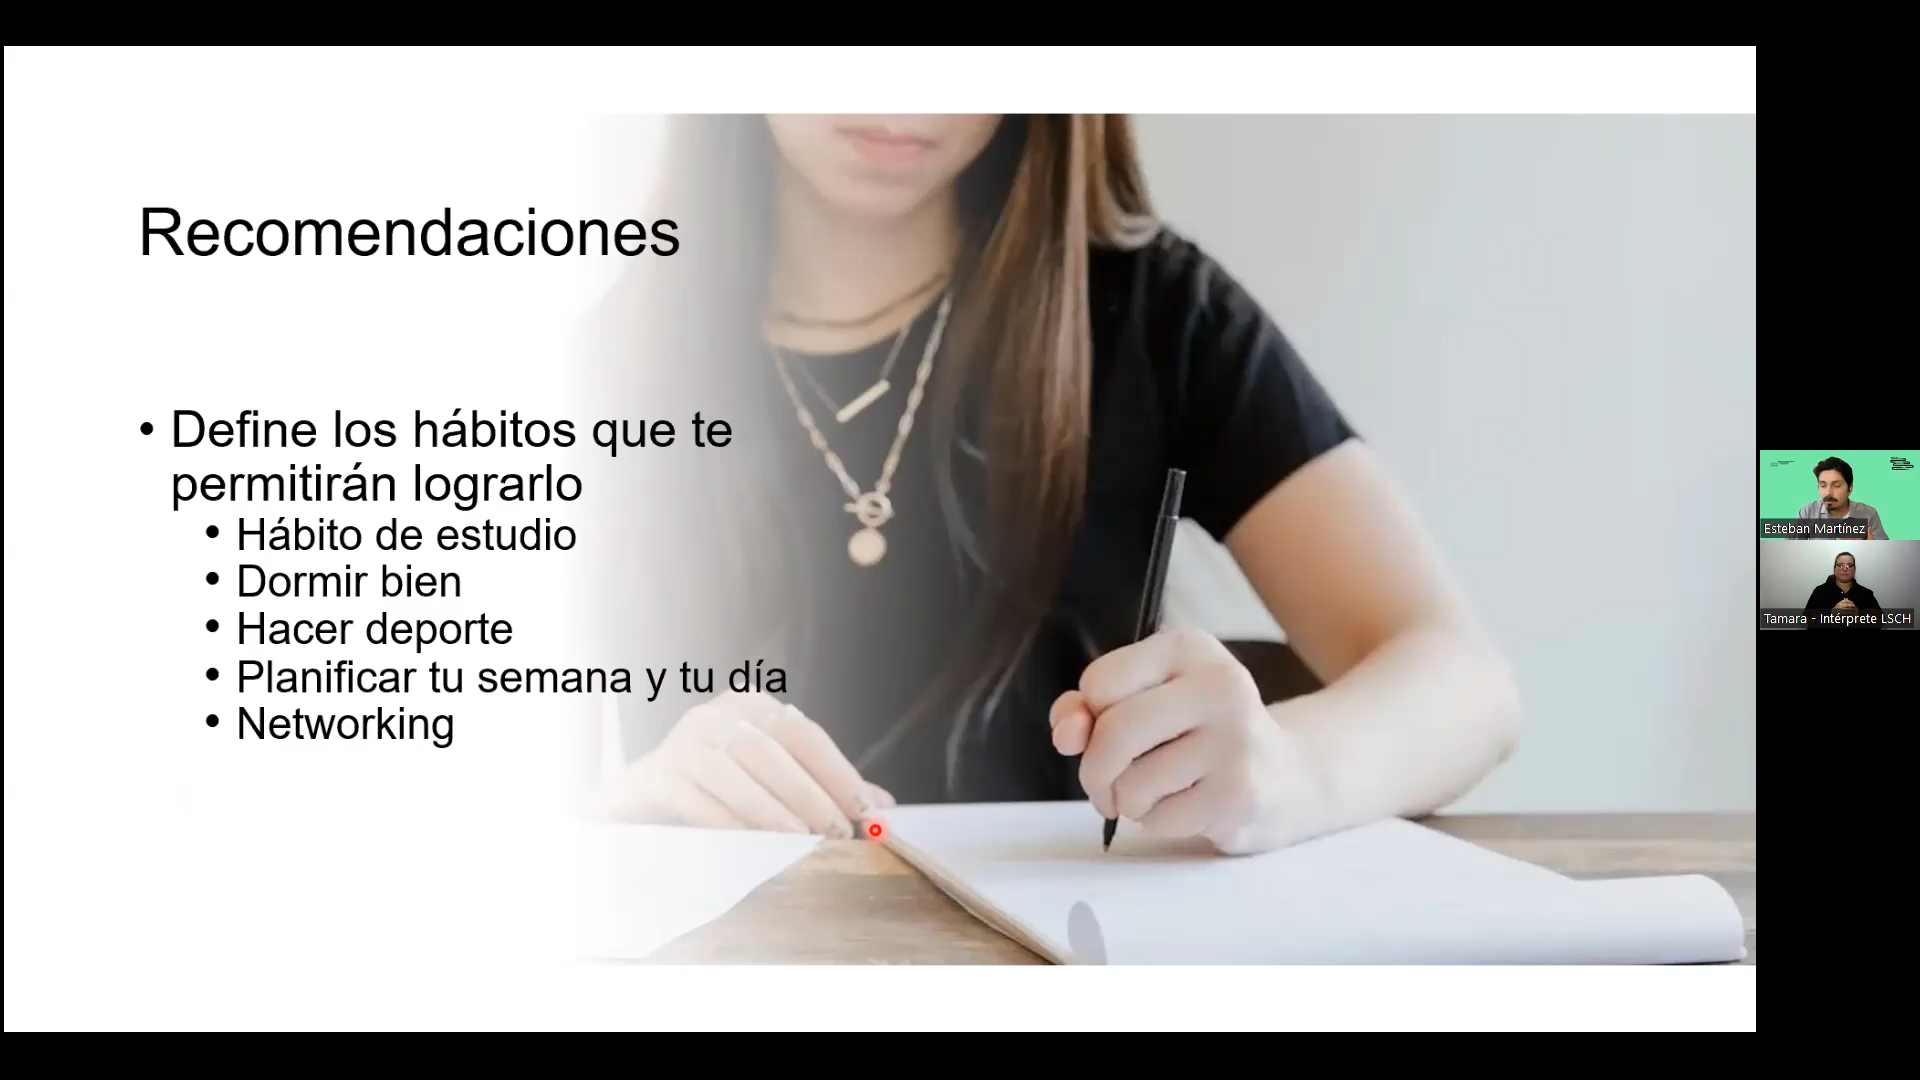 Recomendaciones
• Define los hábitos que te
permitirán lograrlo
• Hábito de estudio
• Dormir bien
• Hacer deporte
• Planificar tu semana y tu día
• Networking
Esteban Martínez
Tamara - Intérprete LSCH